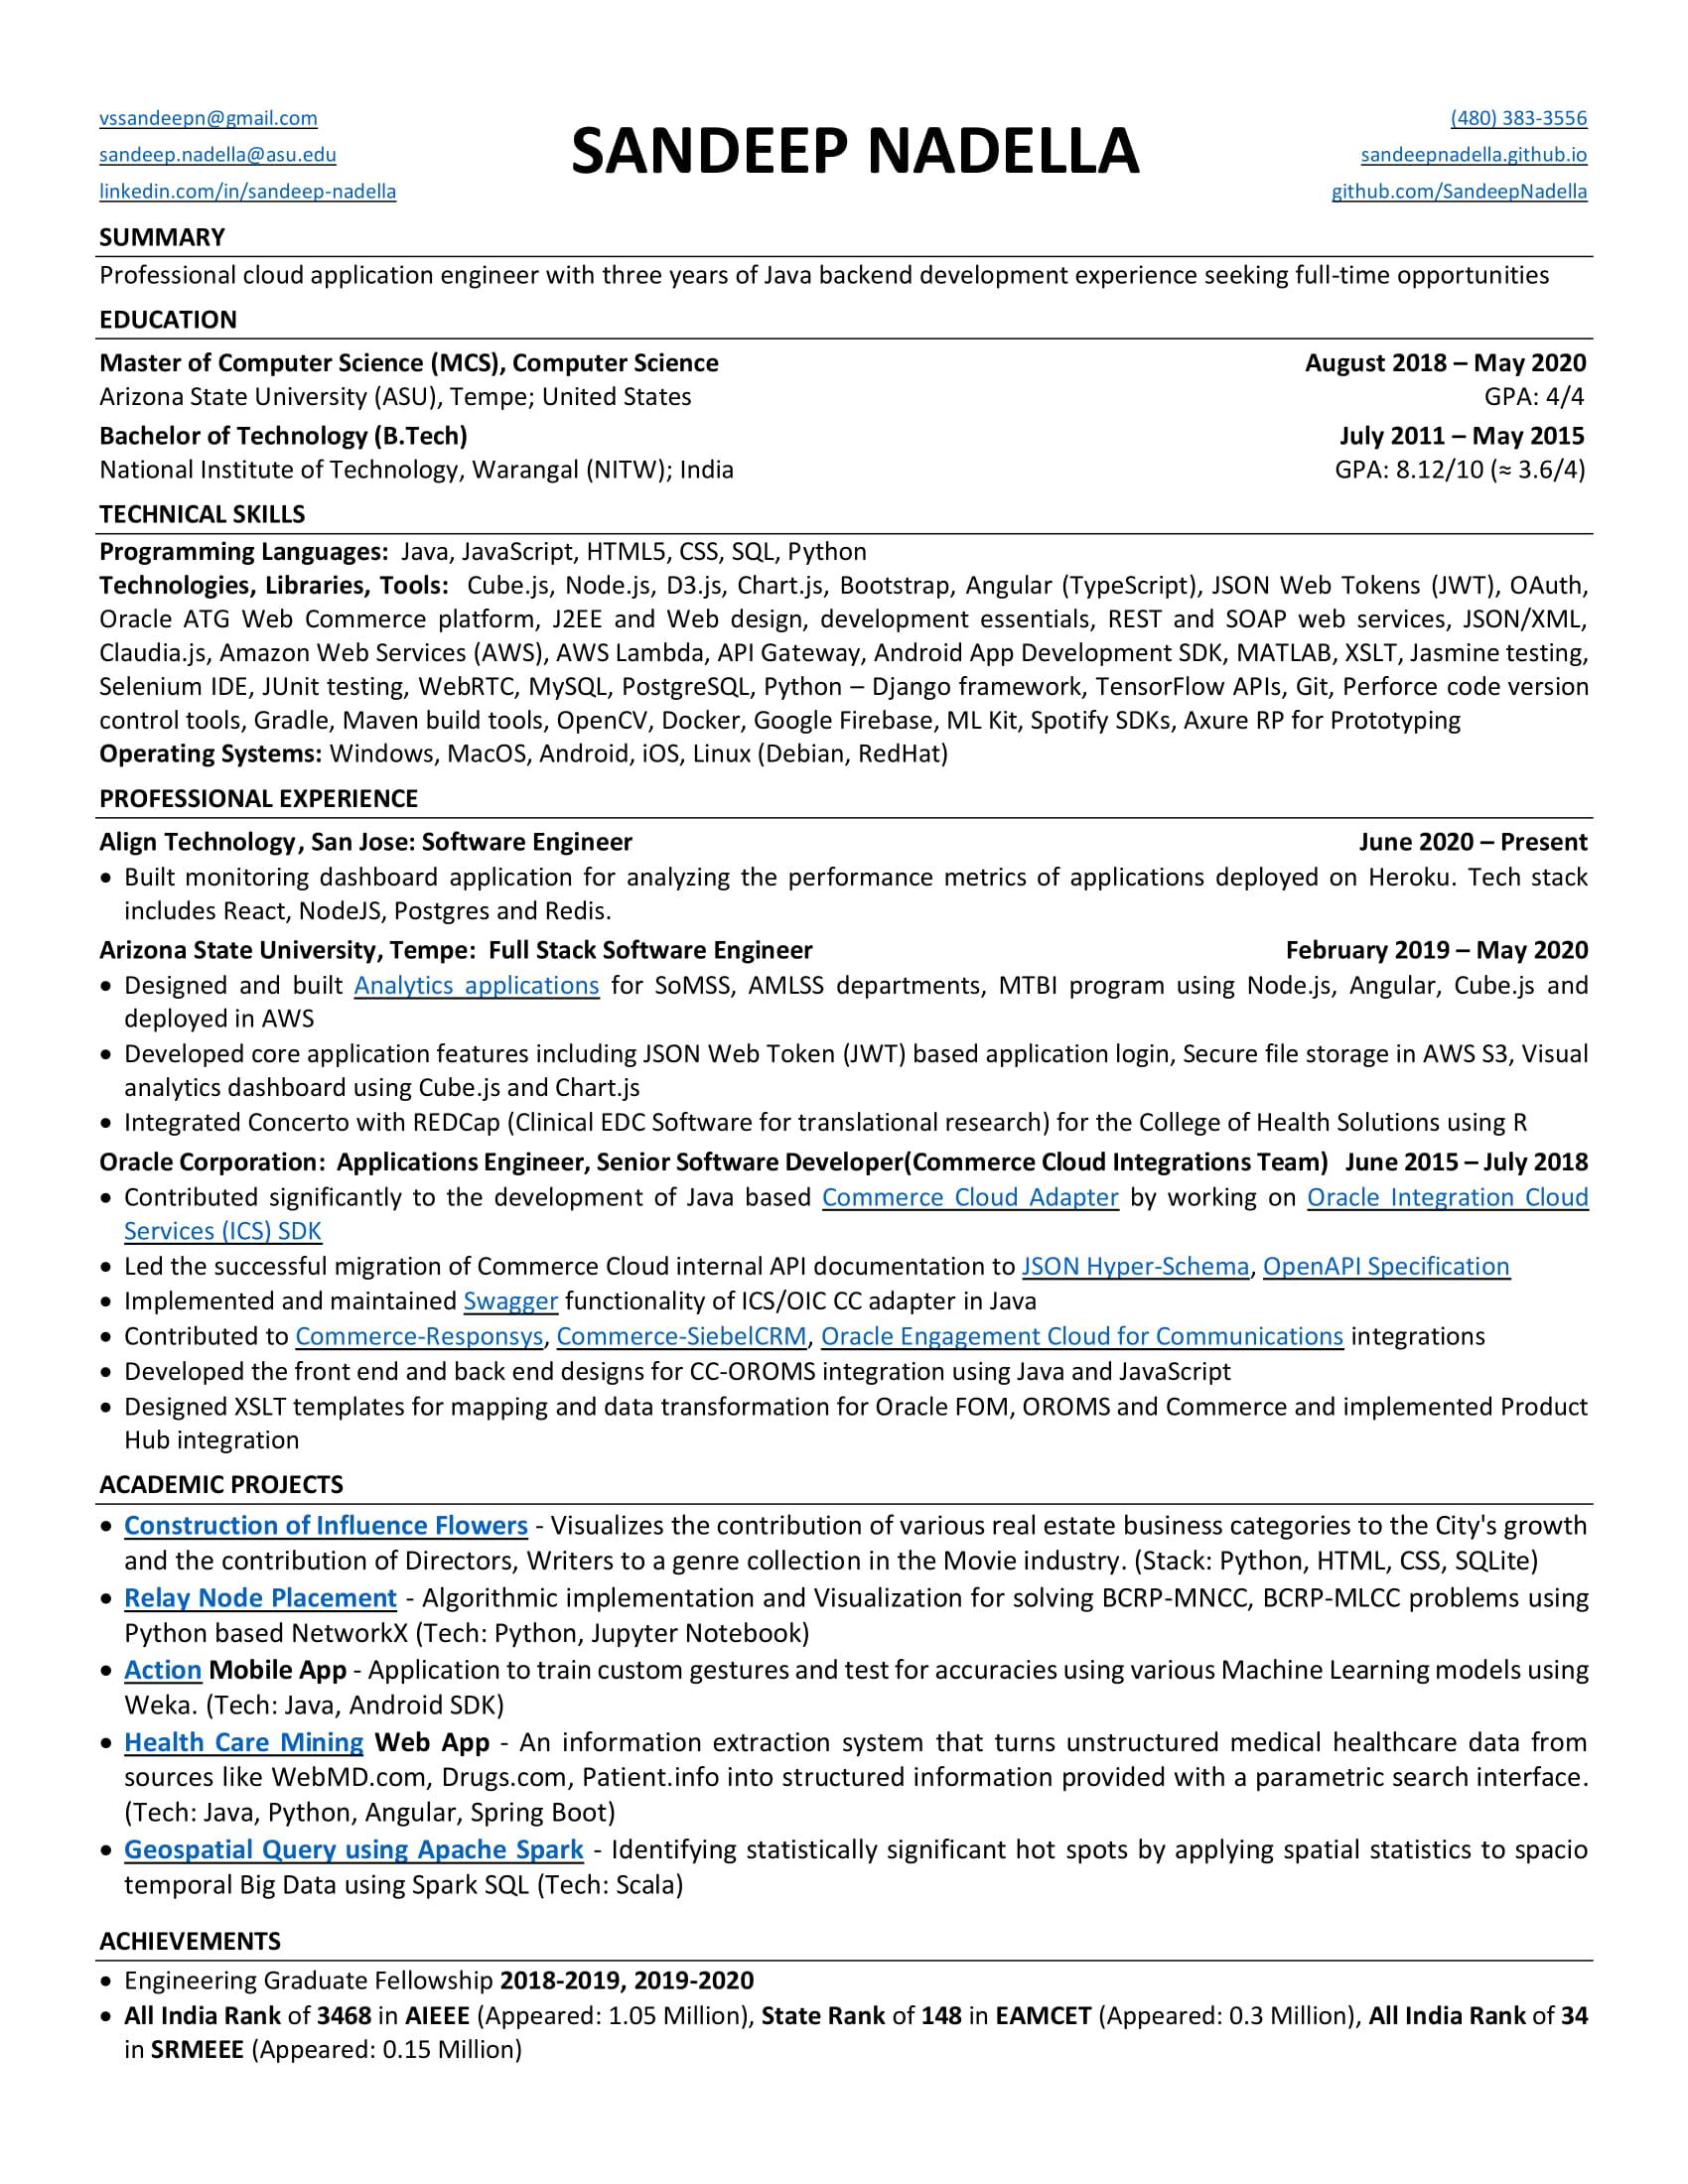 vssandeepn@gmail.com
sandeep.nadella@asu.edu
linkedin.com/in/sandeep-nadella
SANDEEP NADELLA
(480) 383-3556
sandeepnadella.github.io
github.com/SandeepNadella
SUMMARY
Professional cloud application engineer with three years of Java backend development experience seeking full-time opportunities
EDUCATION
Master of Computer Science (MCS), Computer Science August 2018 – May 2020
Arizona State University (ASU), Tempe; United States GPA: 4/4
Bachelor of Technology (B.Tech) July 2011 – May 2015
National Institute of Technology, Warangal (NITW); India GPA: 8.12/10 (≈ 3.6/4)
TECHNICAL SKILLS
Programming Languages: Java, JavaScript, HTML5, CSS, SQL, Python
Technologies, Libraries, Tools: Cube.js, Node.js, D3.js, Chart.js, Bootstrap, Angular (TypeScript), JSON Web Tokens (JWT), OAuth,
Oracle ATG Web Commerce platform, J2EE and Web design, development essentials, REST and SOAP web services, JSON/XML,
Claudia.js, Amazon Web Services (AWS), AWS Lambda, API Gateway, Android App Development SDK, MATLAB, XSLT, Jasmine testing,
Selenium IDE, JUnit testing, WebRTC, MySQL, PostgreSQL, Python – Django framework, TensorFlow APIs, Git, Perforce code version
control tools, Gradle, Maven build tools, OpenCV, Docker, Google Firebase, ML Kit, Spotify SDKs, Axure RP for Prototyping
Operating Systems: Windows, MacOS, Android, iOS, Linux (Debian, RedHat)
PROFESSIONAL EXPERIENCE
Align Technology, San Jose: Software Engineer June 2020 – Present
• Built monitoring dashboard application for analyzing the performance metrics of applications deployed on Heroku. Tech stack
includes React, NodeJS, Postgres and Redis.
Arizona State University, Tempe: Full Stack Software Engineer February 2019 – May 2020
• Designed and built Analytics applications for SoMSS, AMLSS departments, MTBI program using Node.js, Angular, Cube.js and
deployed in AWS
• Developed core application features including JSON Web Token (JWT) based application login, Secure file storage in AWS S3, Visual
analytics dashboard using Cube.js and Chart.js
• Integrated Concerto with REDCap (Clinical EDC Software for translational research) for the College of Health Solutions using R
Oracle Corporation: Applications Engineer, Senior Software Developer(Commerce Cloud Integrations Team) June 2015 – July 2018
• Contributed significantly to the development of Java based Commerce Cloud Adapter by working on Oracle Integration Cloud
Services (ICS) SDK
• Led the successful migration of Commerce Cloud internal API documentation to JSON Hyper-Schema, OpenAPI Specification
• Implemented and maintained Swagger functionality of ICS/OIC CC adapter in Java
• Contributed to Commerce-Responsys, Commerce-SiebelCRM, Oracle Engagement Cloud for Communications integrations
• Developed the front end and back end designs for CC-OROMS integration using Java and JavaScript
• Designed XSLT templates for mapping and data transformation for Oracle FOM, OROMS and Commerce and implemented Product
Hub integration
ACADEMIC PROJECTS
• Construction of Influence Flowers - Visualizes the contribution of various real estate business categories to the City's growth
and the contribution of Directors, Writers to a genre collection in the Movie industry. (Stack: Python, HTML, CSS, SQLite)
• Relay Node Placement - Algorithmic implementation and Visualization for solving BCRP-MNCC, BCRP-MLCC problems using
Python based NetworkX (Tech: Python, Jupyter Notebook)
• Action Mobile App - Application to train custom gestures and test for accuracies using various Machine Learning models using
Weka. (Tech: Java, Android SDK)
• Health Care Mining Web App - An information extraction system that turns unstructured medical healthcare data from
sources like WebMD.com, Drugs.com, Patient.info into structured information provided with a parametric search interface.
(Tech: Java, Python, Angular, Spring Boot)
• Geospatial Query using Apache Spark - Identifying statistically significant hot spots by applying spatial statistics to spacio
temporal Big Data using Spark SQL (Tech: Scala)
ACHIEVEMENTS
• Engineering Graduate Fellowship 2018-2019, 2019-2020
• All India Rank of 3468 in AIEEE (Appeared: 1.05 Million), State Rank of 148 in EAMCET (Appeared: 0.3 Million), All India Rank of 34
in SRMEEE (Appeared: 0.15 Million)